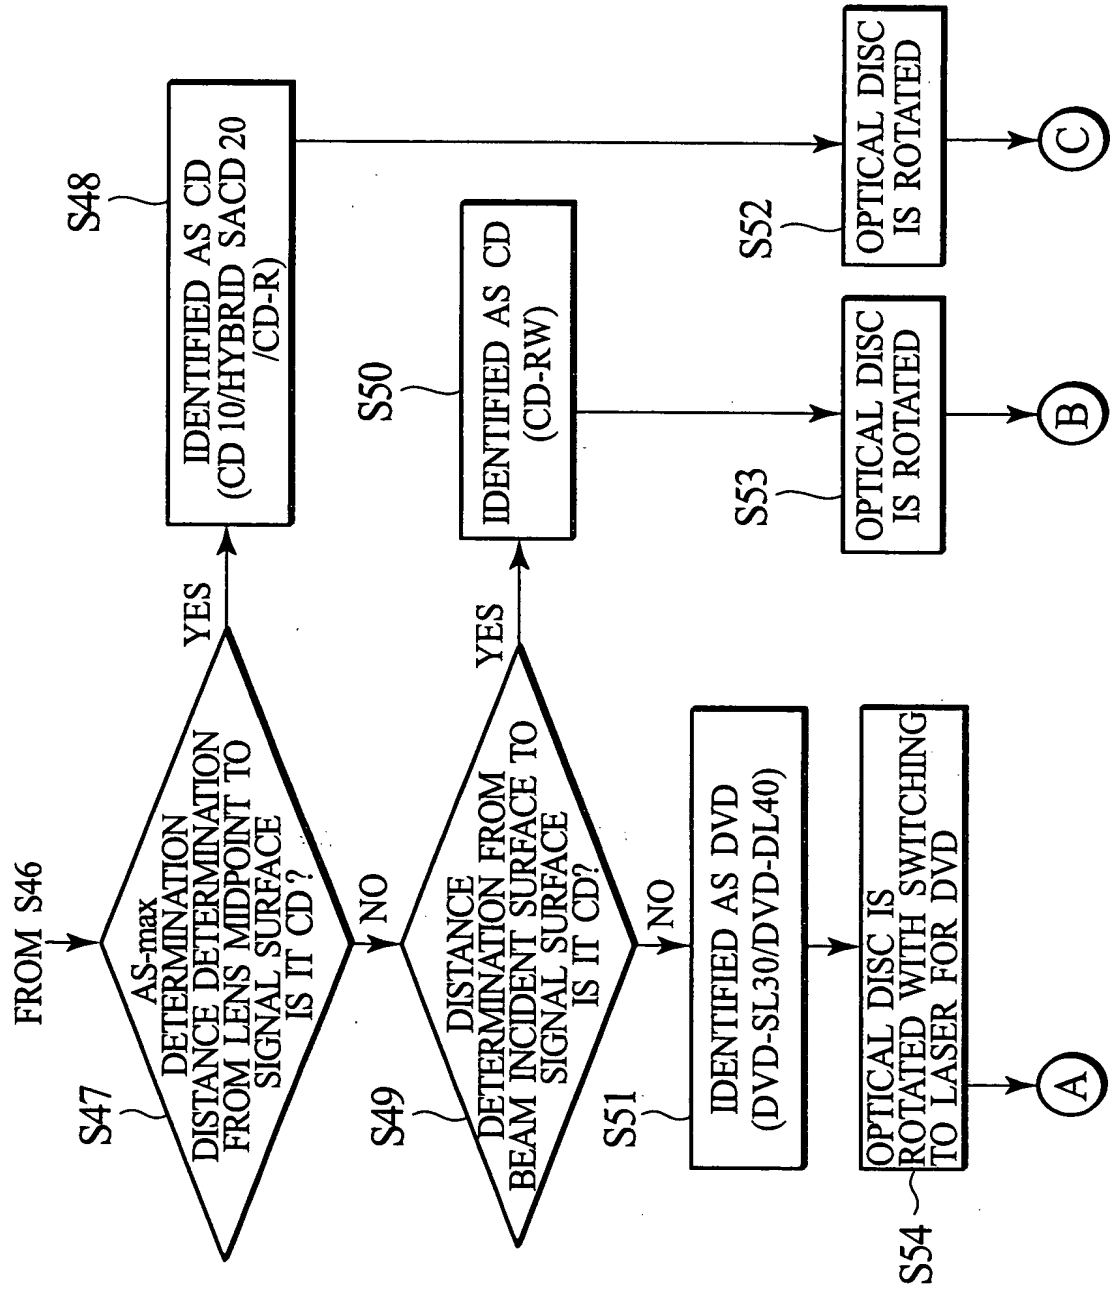 FROM S46
S47
AS-max
DETERMINATION
DISTANCE DETERMINATION
FROM LENS MIDPOINT TO
SIGNAL SURFACE
IS IT CD?
YES
NO
S48
IDENTIFIED AS CD
(CD 10/HYBRID SACD 20
/CD-R)
S49
DISTANCE
DETERMINATION FROM
BEAM INCIDENT SURFACE TO
SIGNAL SURFACE
IS IT CD?
YES
NO
S50
IDENTIFIED AS CD
(CD-RW)
S51
IDENTIFIED AS DVD
(DVD-SL30/DVD-DL40)
S54
OPTICAL DISC IS
ROTATED WITH SWITCHING
TO LASER FOR DVD
A
S53
OPTICAL DISC
IS ROTATED
B
S52
OPTICAL DISC
IS ROTATED
C